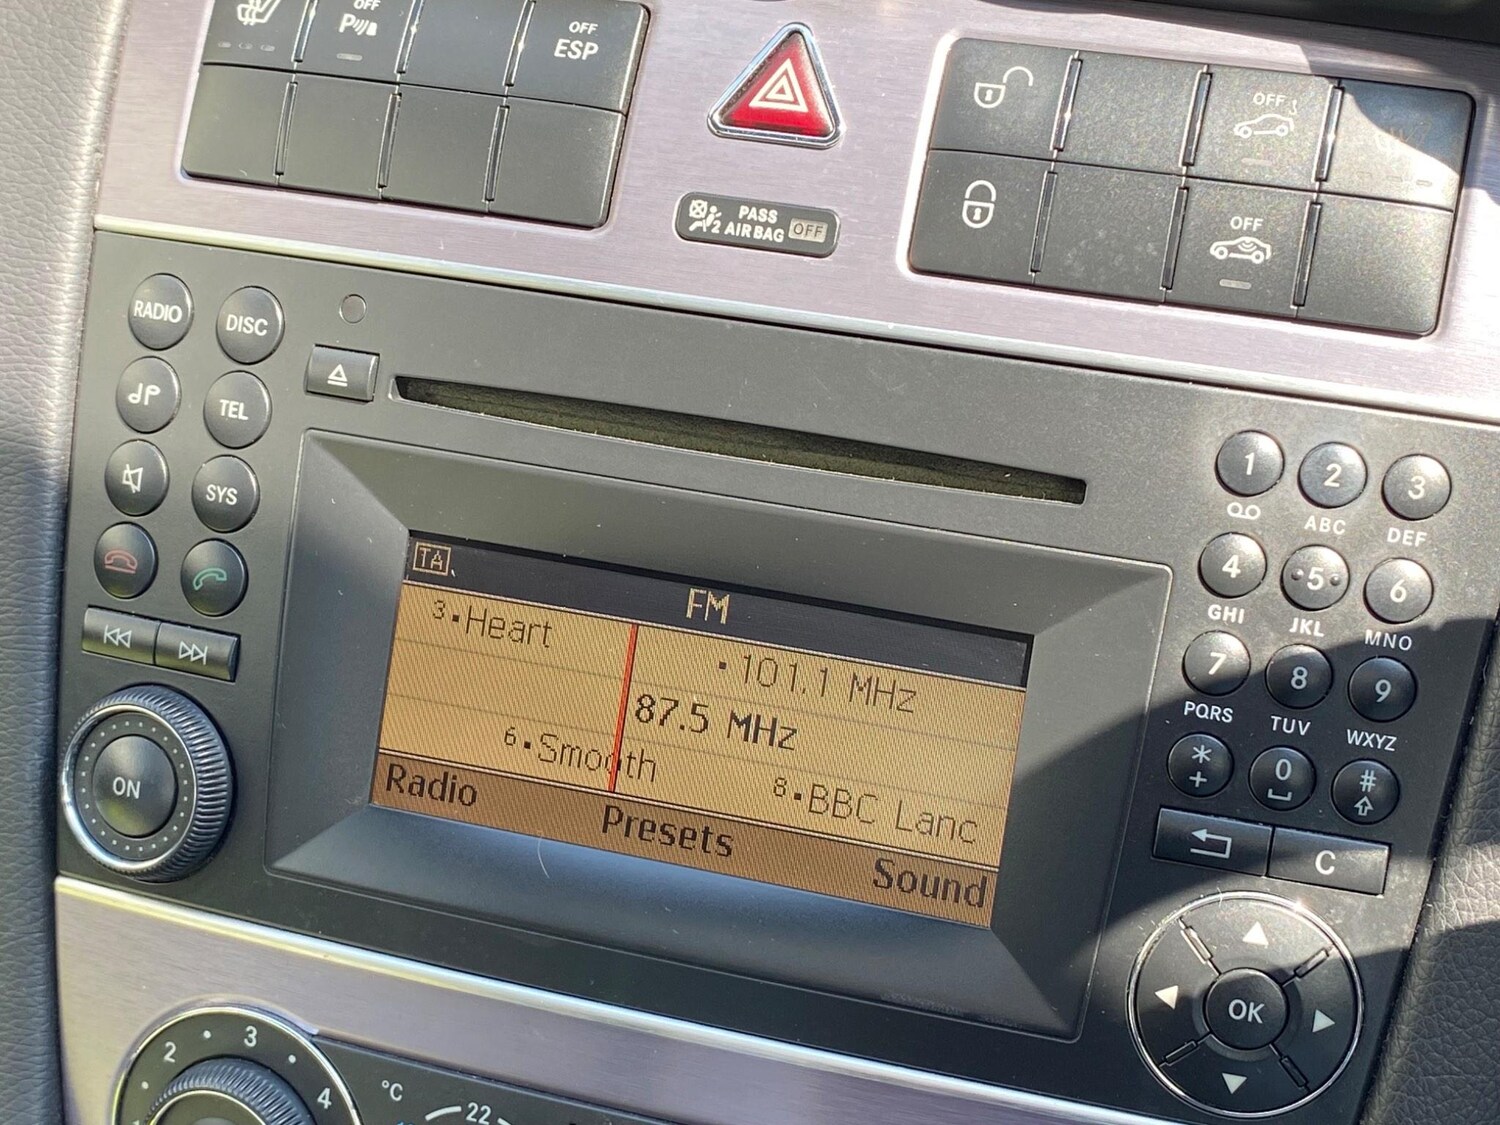 OFF
P
OFF
ESP
OFF
OFF
PASS
2 AIR BAG OFF
RADIO
DISC
TEL
SYS
ON
TA
FM
3▪Heart
▪101.1 MHz
87.5 MHz
6▪Smooth
8▪BBC Lanc
Radio
Presets
Sound
1
2
3
ABC
DEF
4
5
6
GHI
JKL
MNO
7
8
9
PQRS
TUV
WXYZ
*
0
#
+
C
OK
2
3
4
°C
22